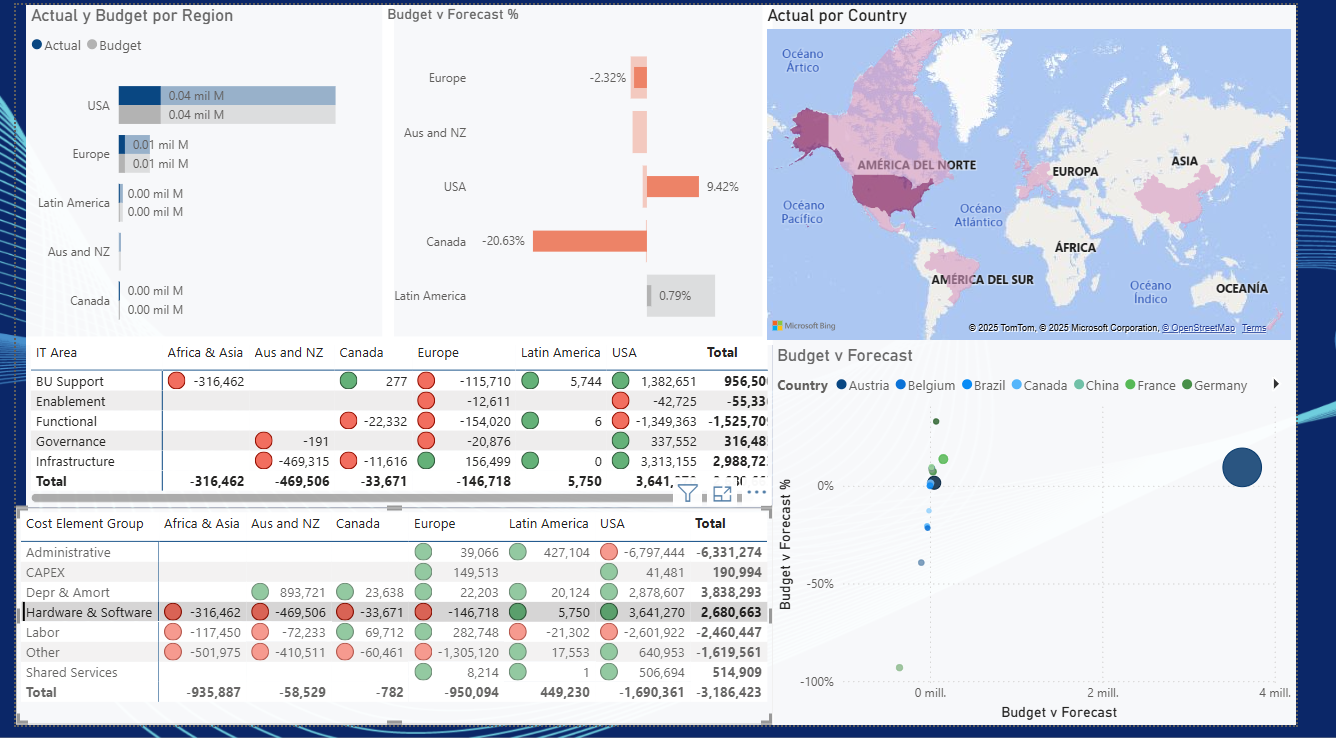 Actual y Budget por Region
Actual Budget
USA 0.04 mil M
0.04 mil M
Europe 0.01 mil M
0.01 mil M
Latin America 0.00 mil M
0.00 mil M
Aus and NZ
Canada 0.00 mil M
0.00 mil M
Budget v Forecast %
Europe -2.32%
Aus and NZ
USA 9.42%
Canada -20.63%
Latin America 0.79%
Actual por Country
Océano
Ártico
AMÉRICA DEL NORTE
EUROPA
ASIA
Océano
Pacífico
Océano
Atlántico
ÁFRICA
AMÉRICA DEL SUR
Océano
Índico
OCEANÍA
Microsoft Bing
© 2025 TomTom, © 2025 Microsoft Corporation, © OpenStreetMap Terms
IT Area Africa & Asia Aus and NZ Canada Europe Latin America USA Total
BU Support -316,462 277 -115,710 5,744 1,382,651 956,50
Enablement -12,611 -42,725 -55,33
Functional -22,332 -154,020 6 -1,349,363 -1,525,70
Governance -191 -20,876 337,552 316,48
Infrastructure -469,315 -11,616 156,499 0 3,313,155 2,988,72
Total -316,462 -469,506 -33,671 -146,718 5,750 3,641,
Cost Element Group Africa & Asia Aus and NZ Canada Europe Latin America USA Total
Administrative 39,066 427,104 -6,797,444 -6,331,274
CAPEX 149,513 41,481 190,994
Depr & Amort 893,721 23,638 22,203 20,124 2,878,607 3,838,293
Hardware & Software -316,462 -469,506 -33,671 -146,718 5,750 3,641,270 2,680,663
Labor -117,450 -72,233 69,712 282,748 -21,302 -2,601,922 -2,460,447
Other -501,975 -410,511 -60,461 -1,305,120 17,553 640,953 -1,619,561
Shared Services 8,214 1 506,694 514,909
Total -935,887 -58,529 -782 -950,094 449,230 -1,690,361 -3,186,423
Budget v Forecast
Country Austria Belgium Brazil Canada China France Germany
Budget v Forecast %
0%
-50%
-100%
0 mill. 2 mill. 4 mill.
Budget v Forecast